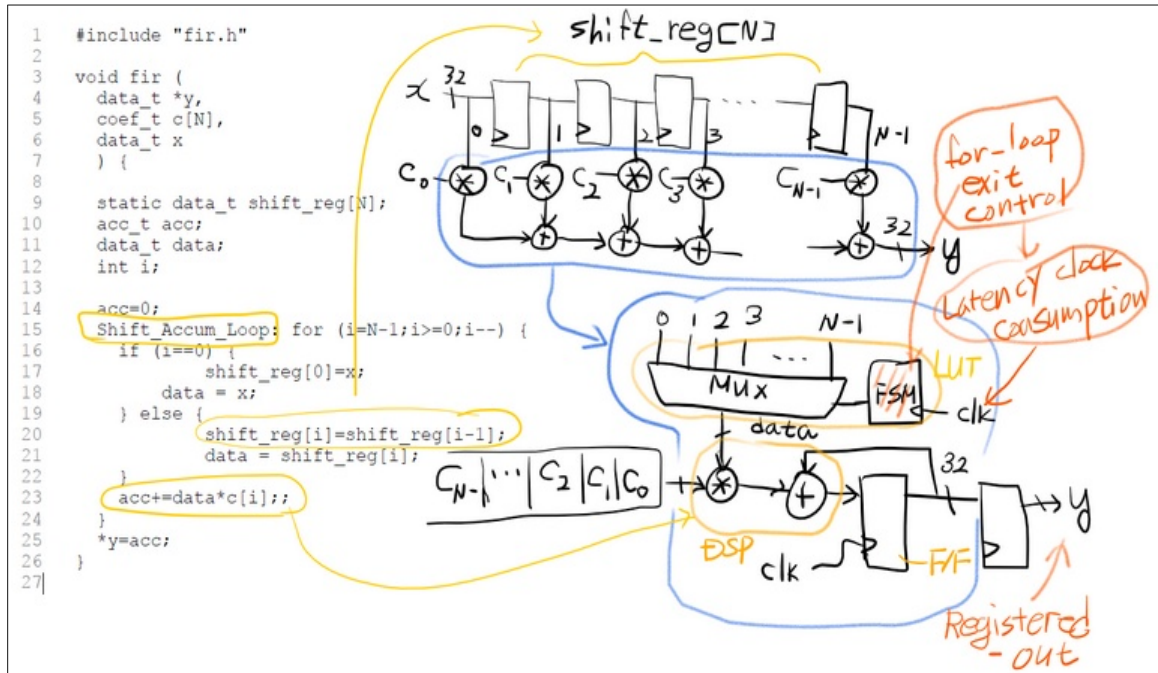 1 #include "fir.h"
2
3 void fir (
4 data_t *y,
5 coef_t c[N],
6 data_t x
7 ) {
8
9 static data_t shift_reg[N];
10 acc_t acc;
11 data_t data;
12 int i;
13
14 acc=0;
15 Shift_Accum_Loop: for (i=N-1;i>=0;i--) {
16 if (i==0) {
17 shift_reg[0]=x;
18 data = x;
19 } else {
20 shift_reg[i]=shift_reg[i-1];
21 data = shift_reg[i];
22 }
23 acc+=data*c[i];;
24 }
25 *y=acc;
26 }
27
shift_reg[N]
x 32
0 1 2 3 N-1
C0 * C1 * C2 * C3 * CN-1 *
+ + + + 32 y
for-loop
exit
control
Latency clock
consumption
0 1 2 3 ... N-1
MUX
FSM
LUT
clk
data
CN-1 | ... | C2 | C1 | C0
* +
32
y
DSP
clk
F/F
Registered
-out